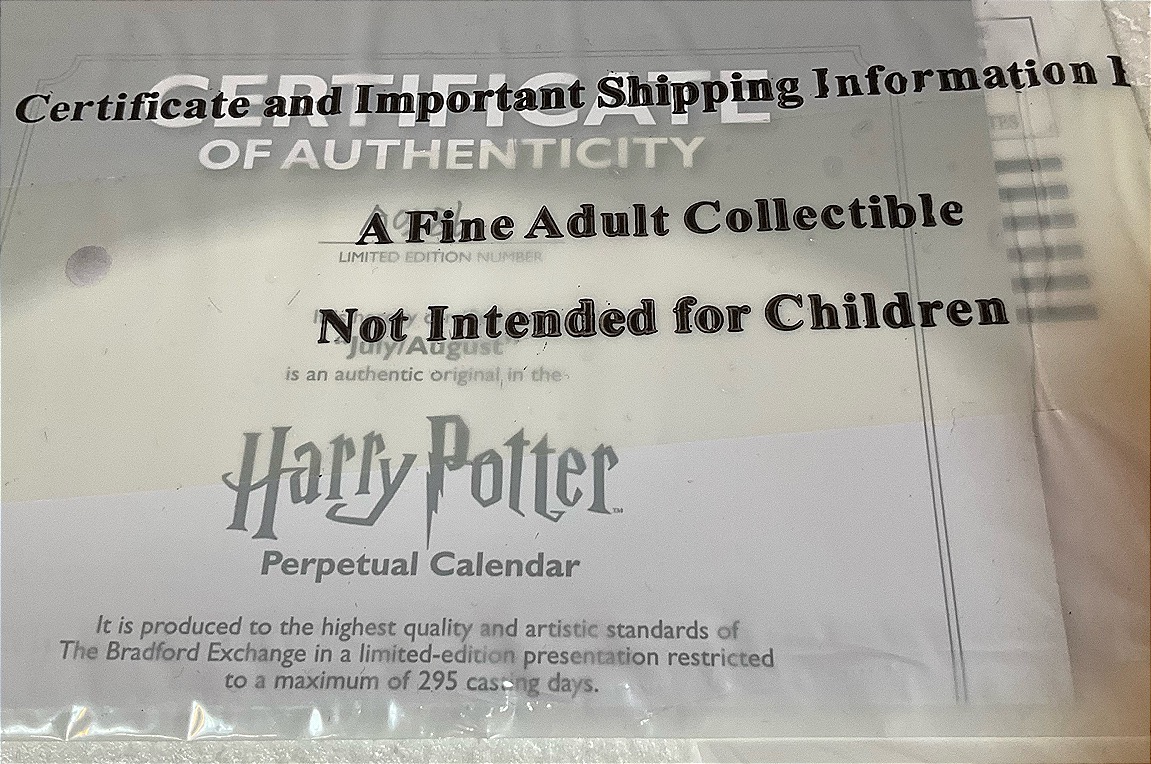 Certificate and Important Shipping Information
CERTIFICATE
OF AUTHENTICITY
A Fine Adult Collectible
LIMITED EDITION NUMBER
Not Intended for Children
"July/August"
is an authentic original in the
Harry Potter™
Perpetual Calendar
It is produced to the highest quality and artistic standards of
The Bradford Exchange in a limited-edition presentation restricted
to a maximum of 295 casting days.